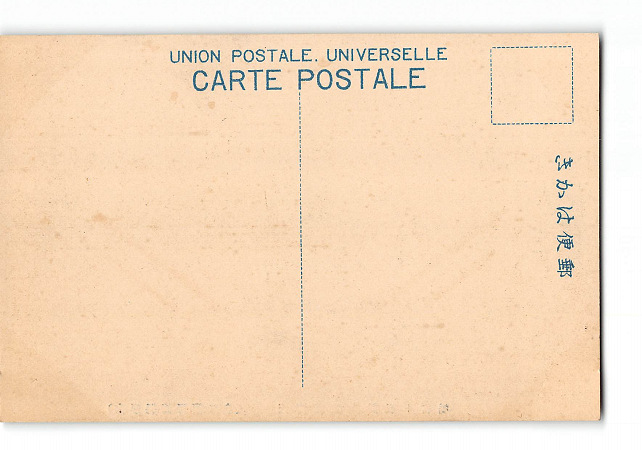 UNION POSTALE. UNIVERSELLE
CARTE POSTALE
郵便はかき